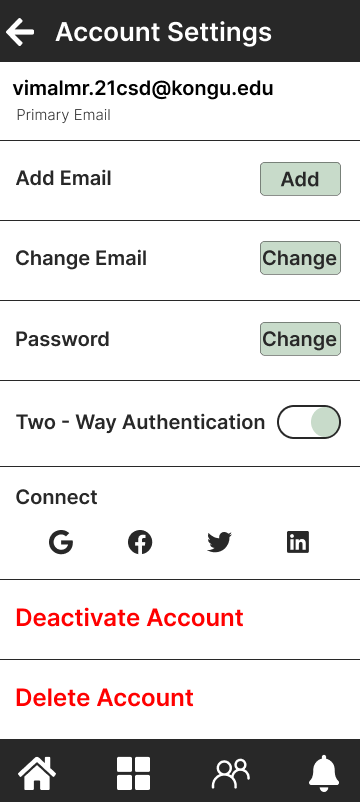 Account Settings
vimalmr.21csd@kongu.edu
Primary Email
Add Email
Add
Change Email
Change
Password
Change
Two - Way Authentication
Connect
Deactivate Account
Delete Account